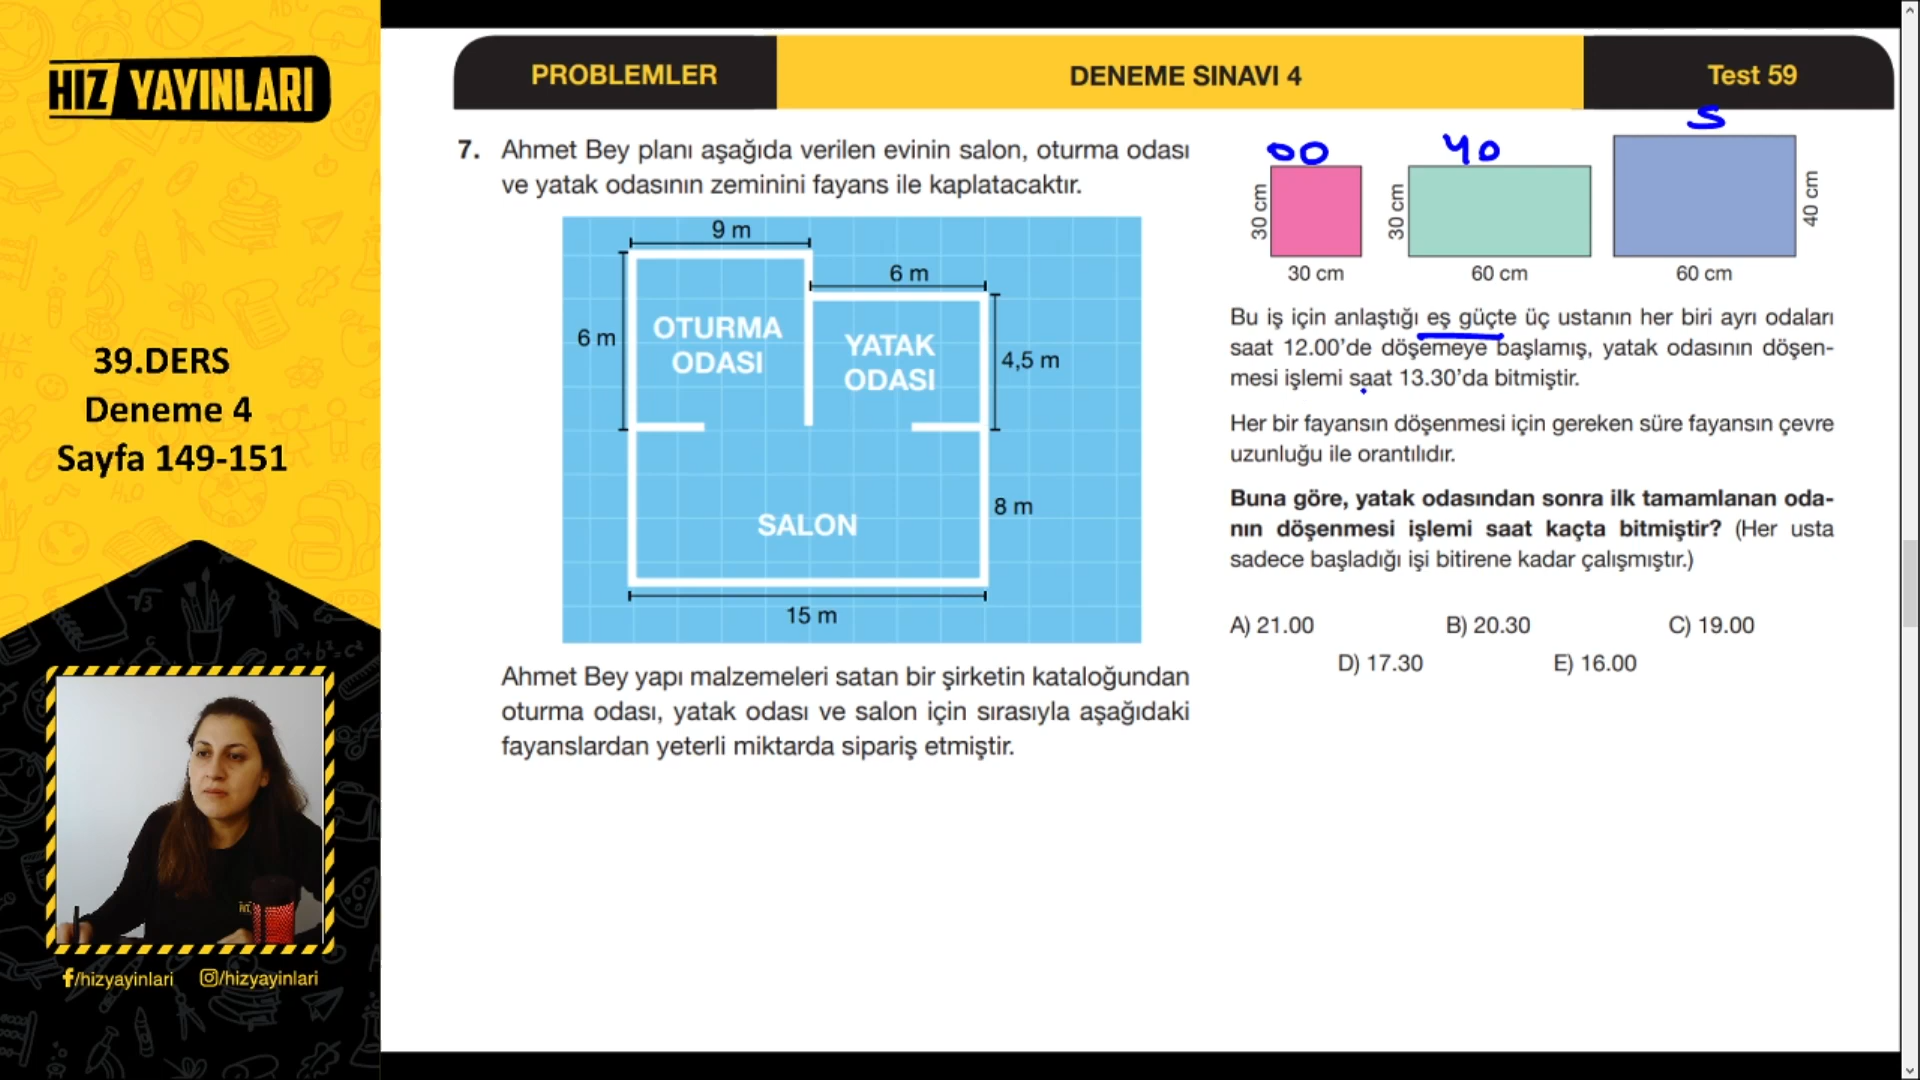 HIZ YAYINLARI
39.DERS
Deneme 4
Sayfa 149-151
f/hizyayinlari /hizyayinlari
PROBLEMLER DENEME SINAVI 4 Test 59
7. Ahmet Bey planı aşağıda verilen evinin salon, oturma odası
ve yatak odasının zeminini fayans ile kaplatacaktır.
9 m
6 m
6 m
OTURMA
ODASI
YATAK
ODASI
4,5 m
SALON
8 m
15 m
Ahmet Bey yapı malzemeleri satan bir şirketin kataloğundan
oturma odası, yatak odası ve salon için sırasıyla aşağıdaki
fayanslardan yeterli miktarda sipariş etmiştir.
OO YO S
30 cm 30 cm 40 cm
30 cm 60 cm 60 cm
Bu iş için anlaştığı eş güçte üç ustanın her biri ayrı odaları
saat 12.00’de döşemeye başlamış, yatak odasının döşen-
mesi işlemi saat 13.30’da bitmiştir.
Her bir fayansın döşenmesi için gereken süre fayansın çevre
uzunluğu ile orantılıdır.
Buna göre, yatak odasından sonra ilk tamamlanan oda-
nın döşenmesi işlemi saat kaçta bitmiştir? (Her usta
sadece başladığı işi bitirene kadar çalışmıştır.)
A) 21.00 B) 20.30 C) 19.00
D) 17.30 E) 16.00